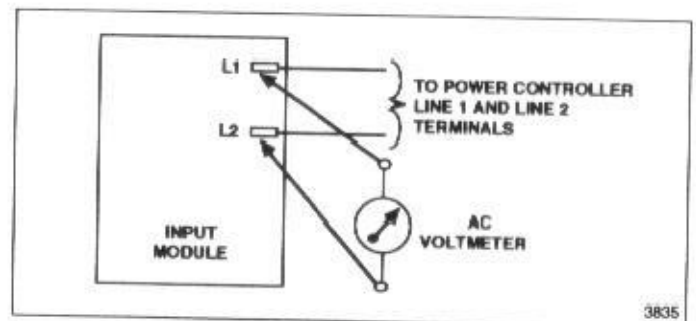 L1
L2
TO POWER CONTROLLER
LINE 1 AND LINE 2
TERMINALS
INPUT
MODULE
AC
VOLTMETER
3835